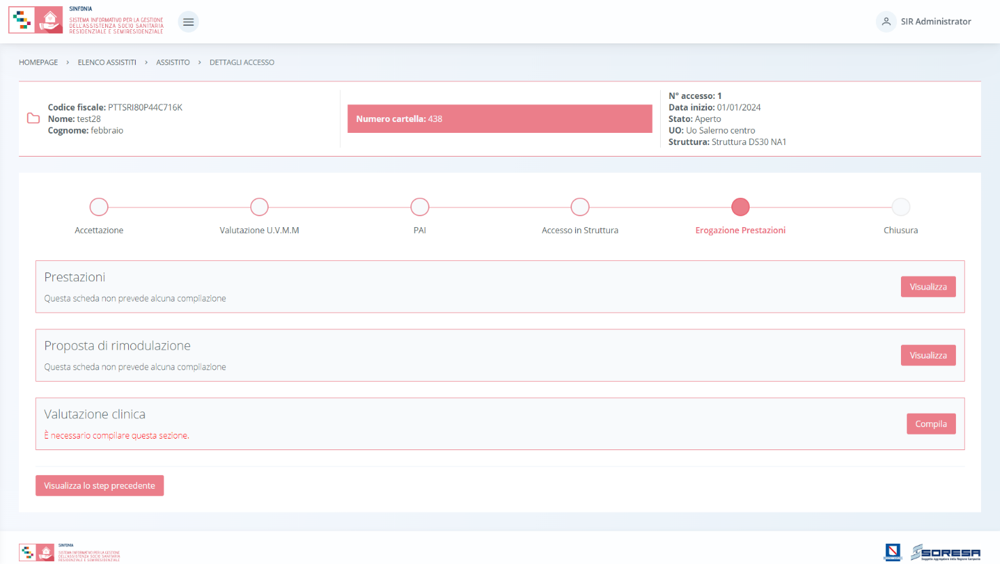 SINFONIA
SISTEMA INFORMATIVO PER LA GESTIONE
DELL'ASSISTENZA SOCIO SANITARIA
RESIDENZIALE E SEMIRESIDENZIALE
SIR Administrator
HOMEPAGE > ELENCO ASSISTITI > ASSISTITO > DETTAGLI ACCESSO
Codice fiscale: PTTSRI80P44C716K
Nome: test28
Cognome: febbraio
Numero cartella: 438
N° accesso: 1
Data inizio: 01/01/2024
Stato: Aperto
UO: Uo Salerno centro
Struttura: Struttura DS30 NA1
Accettazione
Valutazione U.V.M.M
PAI
Accesso in Struttura
Erogazione Prestazioni
Chiusura
Prestazioni
Questa scheda non prevede alcuna compilazione
Visualizza
Proposta di rimodulazione
Questa scheda non prevede alcuna compilazione
Visualizza
Valutazione clinica
È necessario compilare questa sezione.
Compila
Visualizza lo step precedente
SINFONIA
SISTEMA INFORMATIVO PER LA GESTIONE
DELL'ASSISTENZA SOCIO SANITARIA
RESIDENZIALE E SEMIRESIDENZIALE
SORESA
Soggetto Aggregatore della Regione Campania